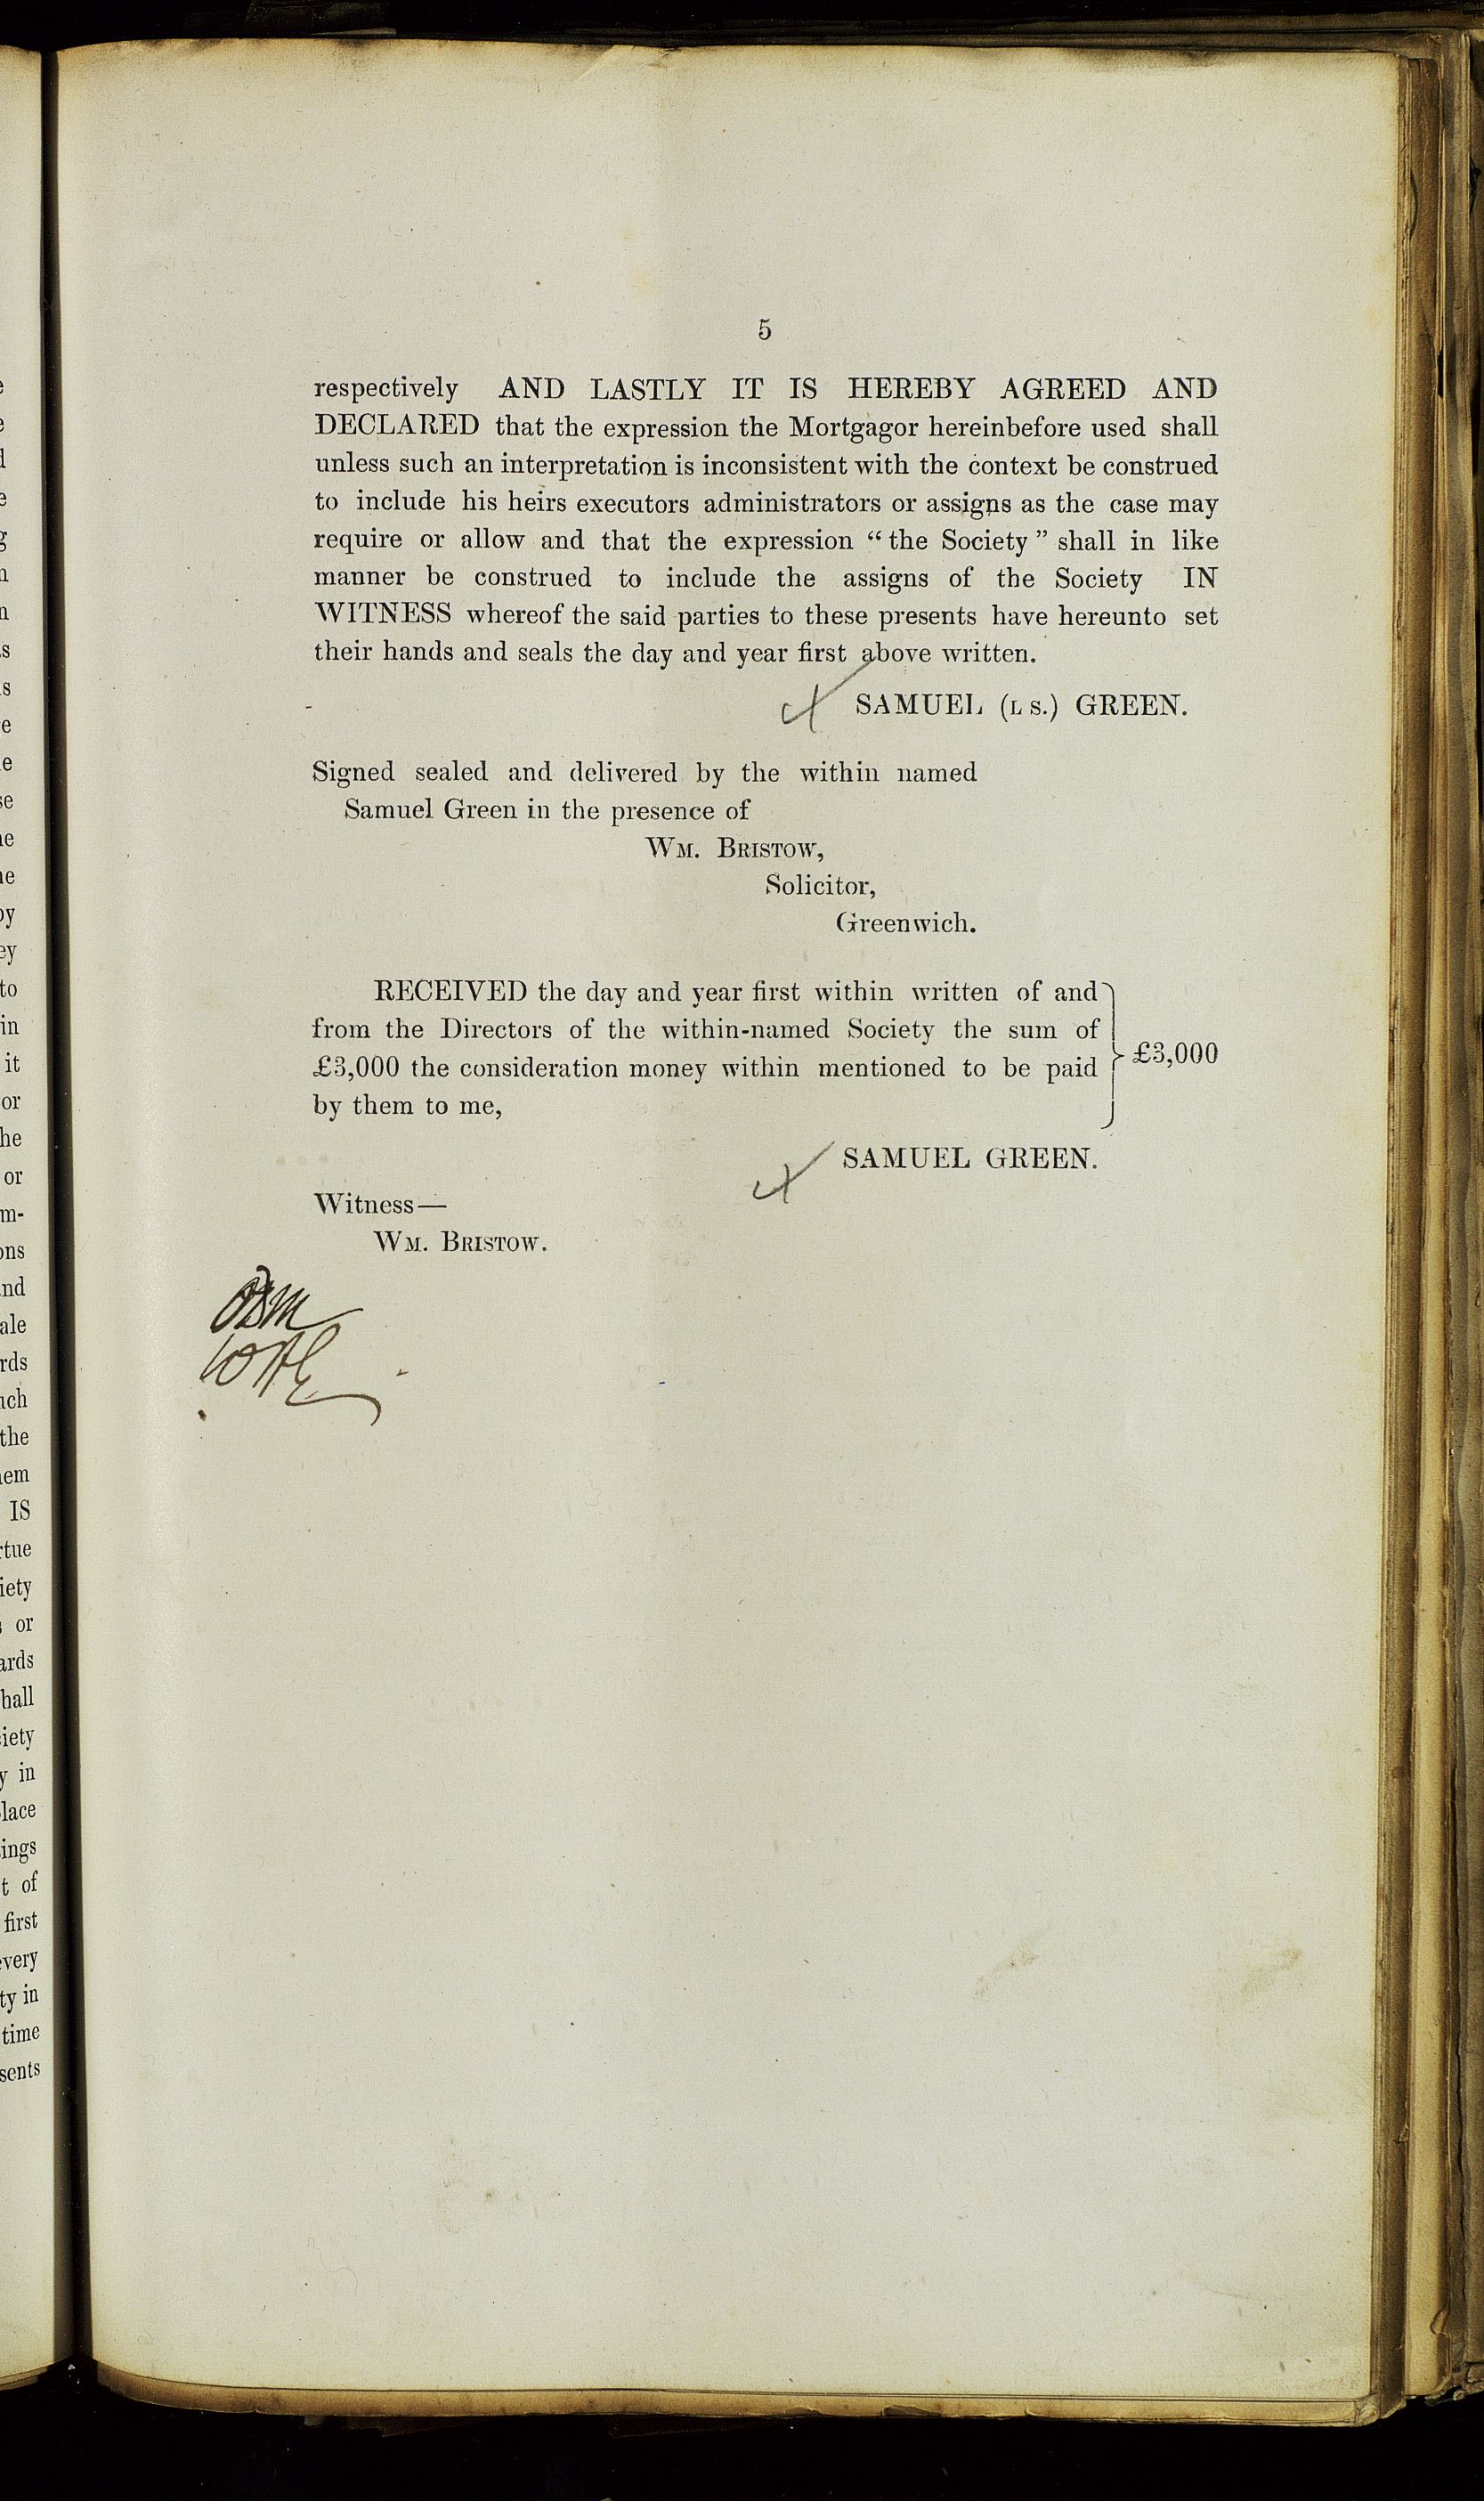 5
respectively AND LASTLY IT IS HEREBY AGREED AND
DECLARED that the expression the Mortgagor hereinbefore used shall
unless such an interpretation is inconsistent with the context be construed
to include his heirs executors administrators or assigns as the case may
require or allow and that the expression “ the Society ” shall in like
manner be construed to include the assigns of the Society IN
WITNESS whereof the said parties to these presents have hereunto set
their hands and seals the day and year first above written.
SAMUEL (L S.) GREEN.
Signed sealed and delivered by the within named
Samuel Green in the presence of
WM. BRISTOW,
Solicitor,
Greenwich.
RECEIVED the day and year first within written of and
from the Directors of the within-named Society the sum of
£3,000 the consideration money within mentioned to be paid
by them to me,
£3,000
SAMUEL GREEN.
Witness—
WM. BRISTOW.